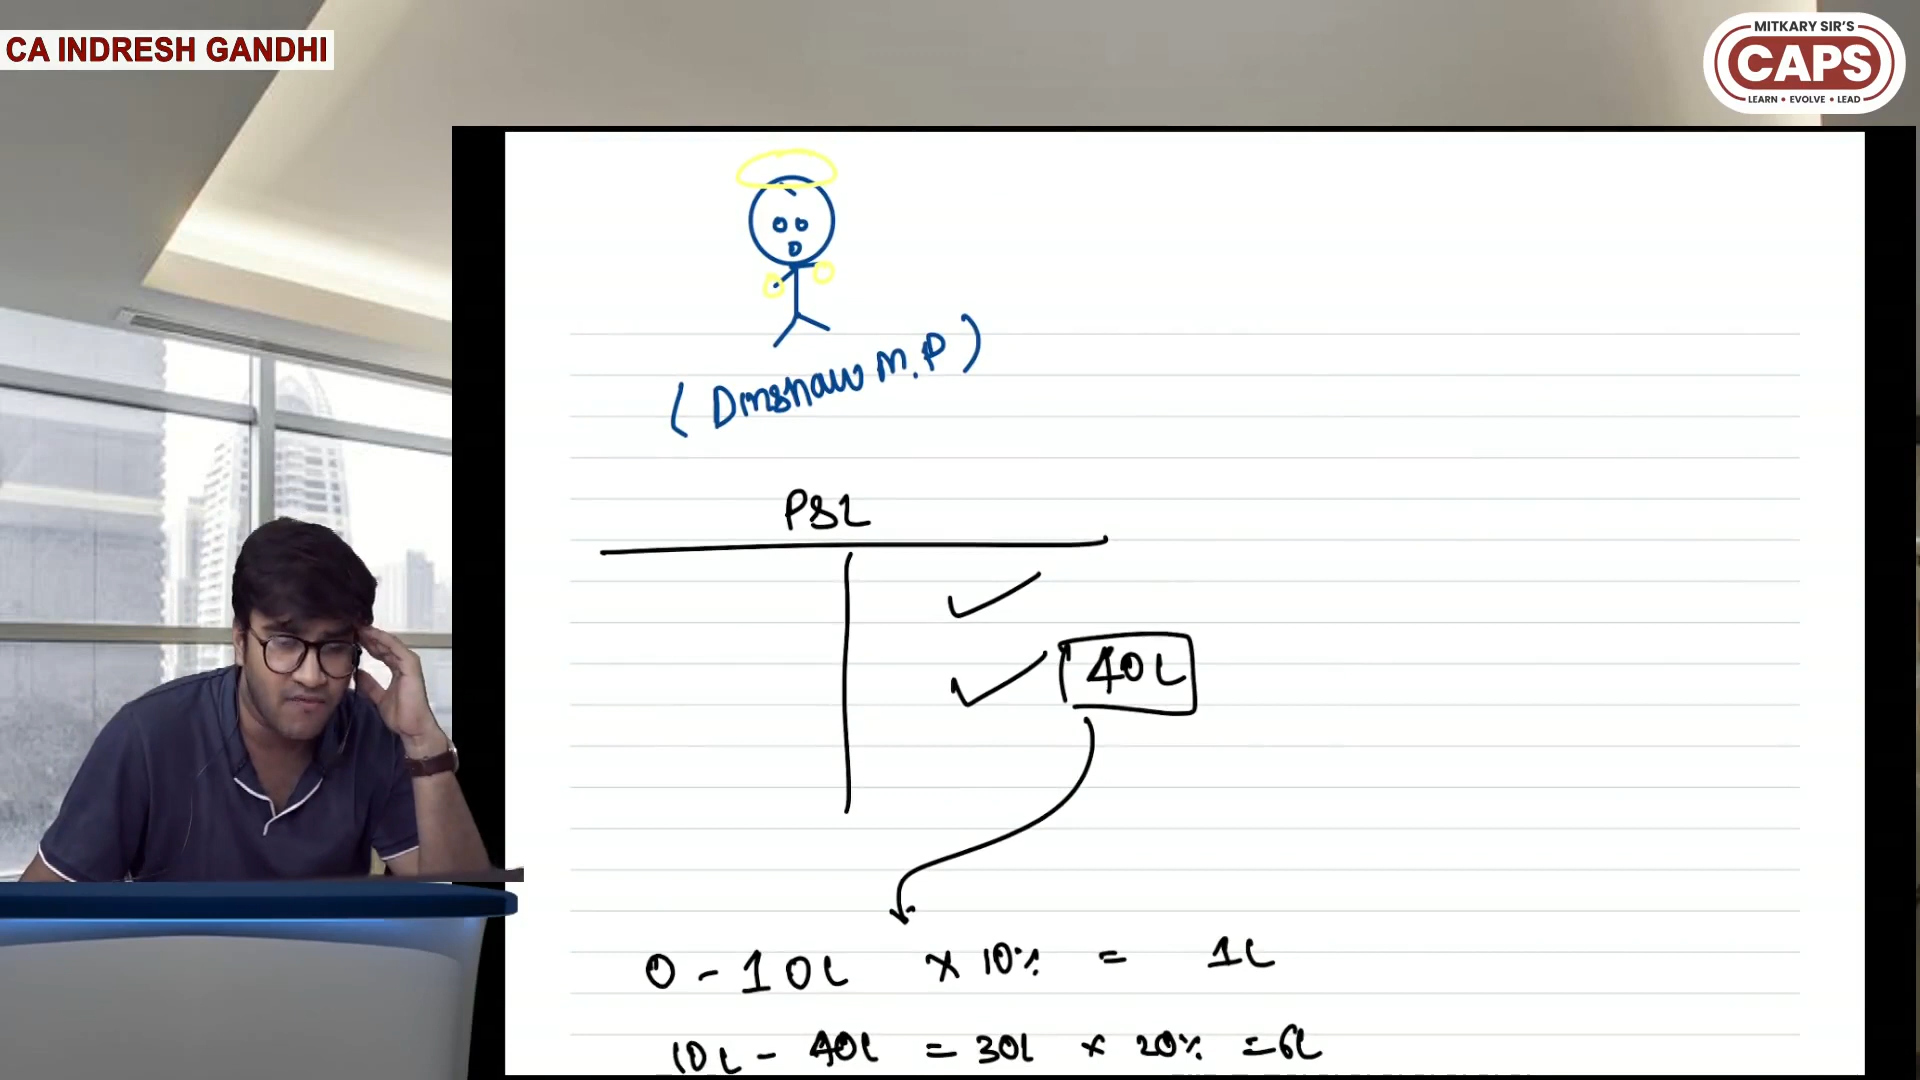 CA INDRESH GANDHI
MITKARY SIR'S
CAPS
LEARN • EVOLVE • LEAD
(Dinshaw M.P)
P&L
40L
0 - 10L × 10% = 1L
10L - 40L = 30L × 20% = 6L